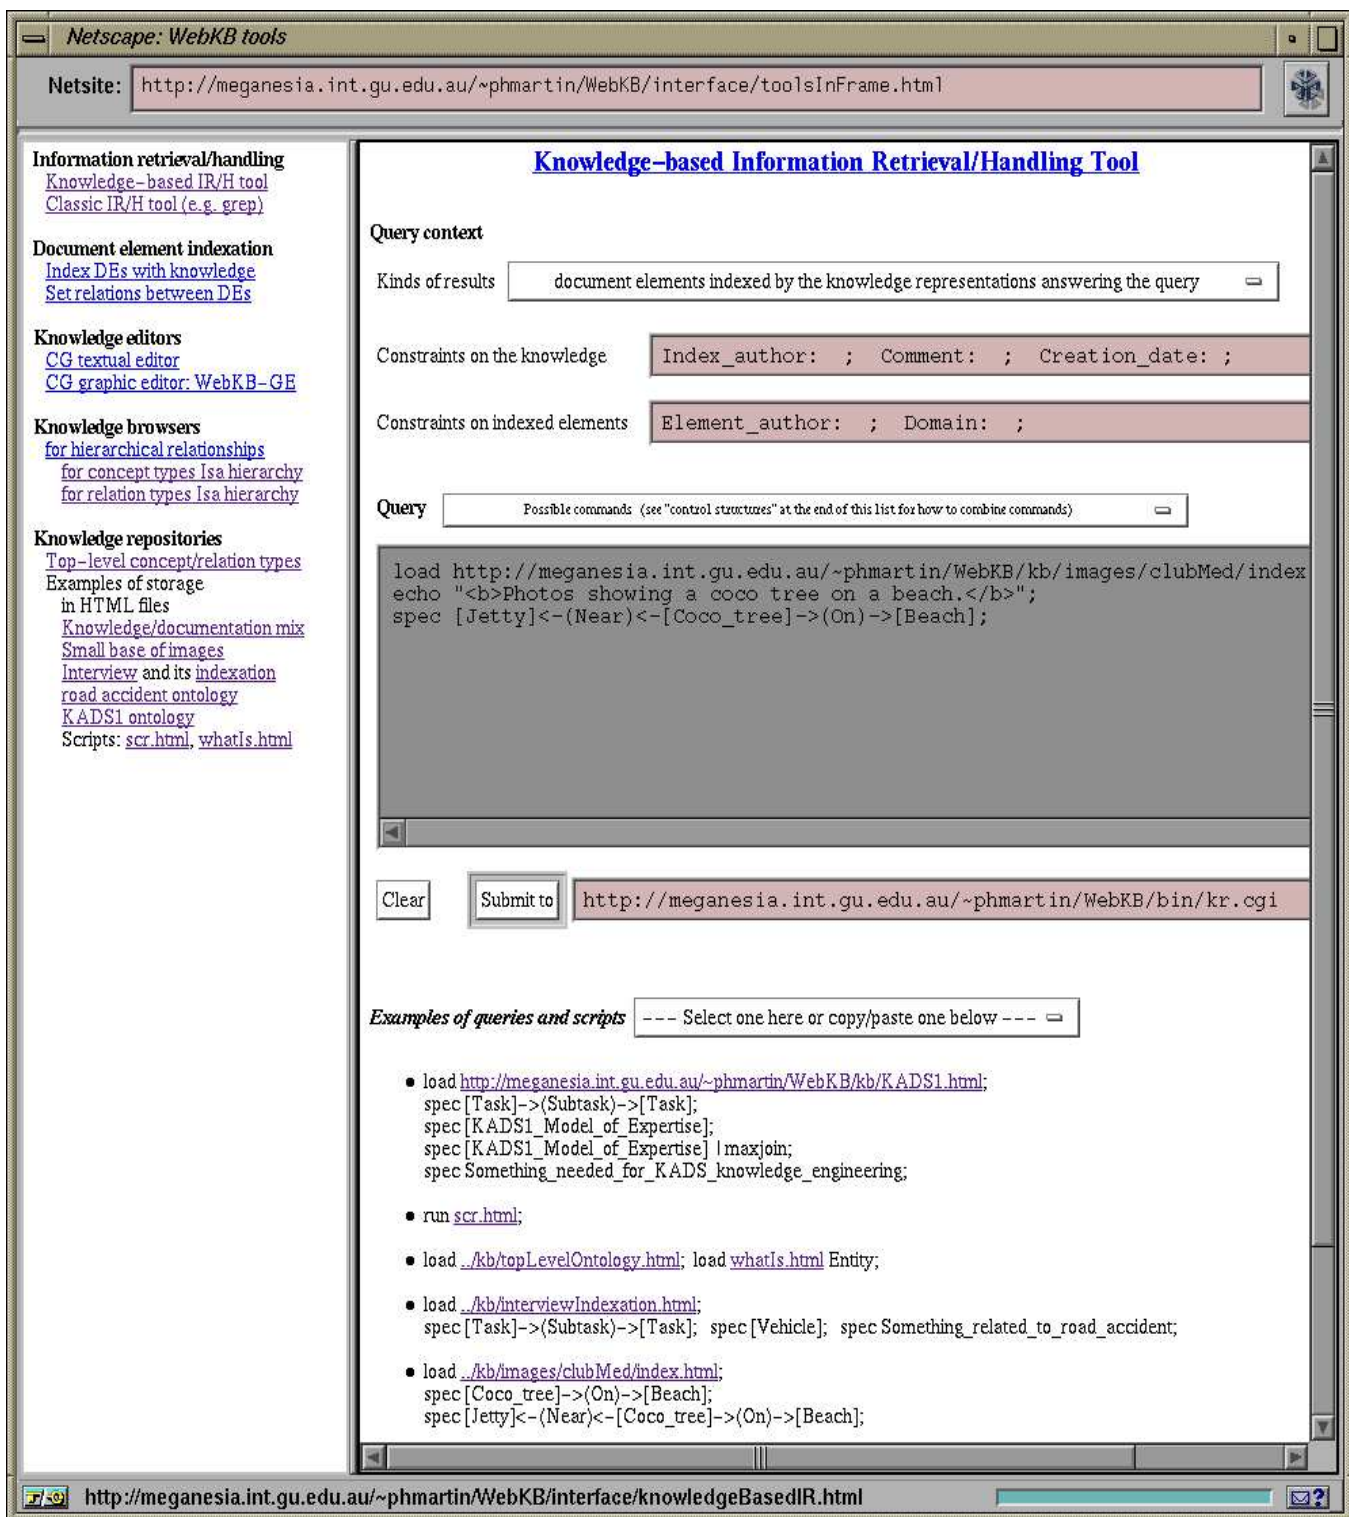 Netscape: WebKB tools
Netsite: http://meganesia.int.gu.edu.au/~phmartin/WebKB/interface/toolsInFrame.html
Information retrieval/handling
Knowledge-based IR/H tool
Classic IR/H tool (e.g. grep)
Document element indexation
Index DEs with knowledge
Set relations between DEs
Knowledge editors
CG textual editor
CG graphic editor: WebKB-GE
Knowledge browsers
for hierarchical relationships
for concept types Isa hierarchy
for relation types Isa hierarchy
Knowledge repositories
Top-level concept/relation types
Examples of storage
in HTML files
Knowledge/documentation mix
Small base of images
Interview and its indexation
road accident ontology
KADS1 ontology
Scripts: scr.html, whatIs.html
Knowledge-based Information Retrieval/Handling Tool
Query context
Kinds of results document elements indexed by the knowledge representations answering the query
Constraints on the knowledge Index_author: ; Comment: ; Creation_date: ;
Constraints on indexed elements Element_author: ; Domain: ;
Query Possible commands (see "control structures" at the end of this list for how to combine commands)
load http://meganesia.int.gu.edu.au/~phmartin/WebKB/kb/images/clubMed/index
echo "<b>Photos showing a coco tree on a beach.</b>";
spec [Jetty]<-(Near)<-[Coco_tree]->(On)->[Beach];
Clear Submit to http://meganesia.int.gu.edu.au/~phmartin/WebKB/bin/kr.cgi
Examples of queries and scripts --- Select one here or copy/paste one below ---
• load http://meganesia.int.gu.edu.au/~phmartin/WebKB/kb/KADS1.html;
spec [Task]->(Subtask)->[Task];
spec [KADS1_Model_of_Expertise];
spec [KADS1_Model_of_Expertise] | maxjoin;
spec Something_needed_for_KADS_knowledge_engineering;
• run scr.html;
• load ../kb/topLevelOntology.html; load whatIs.html Entity;
• load ../kb/interviewIndexation.html;
spec [Task]->(Subtask)->[Task]; spec [Vehicle]; spec Something_related_to_road_accident;
• load ../kb/images/clubMed/index.html;
spec [Coco_tree]->(On)->[Beach];
spec [Jetty]<-(Near)<-[Coco_tree]->(On)->[Beach];
http://meganesia.int.gu.edu.au/~phmartin/WebKB/interface/knowledgeBasedIR.html